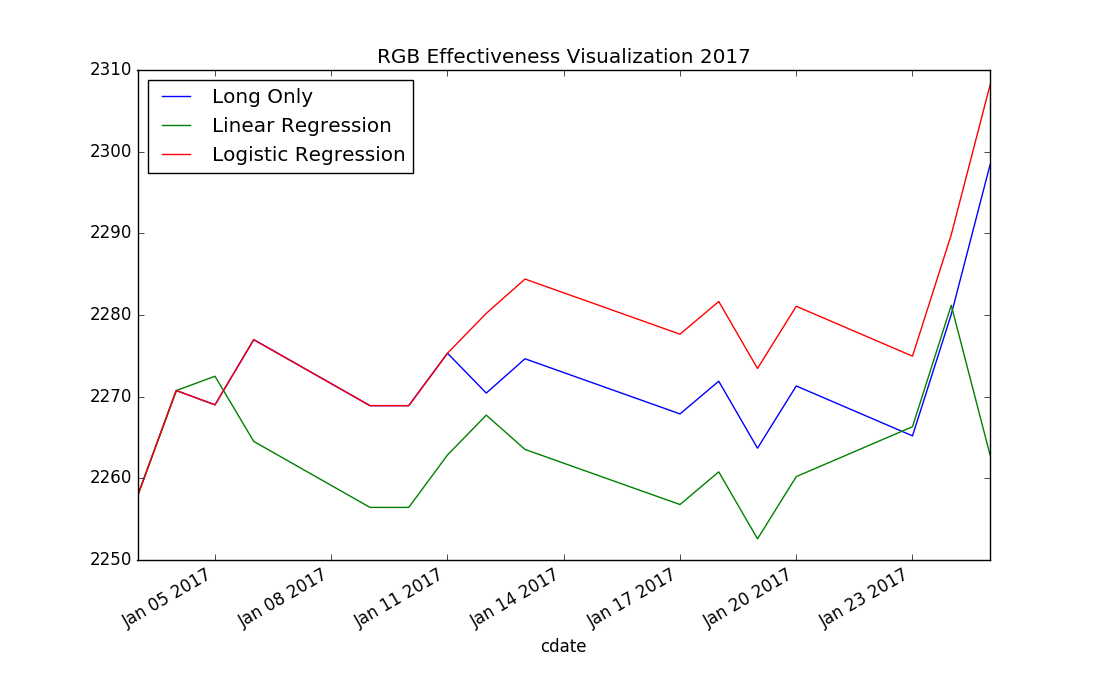 RGB Effectiveness Visualization 2017
2310
2300
2290
2280
2270
2260
2250
Long Only
Linear Regression
Logistic Regression
Jan 05 2017
Jan 08 2017
Jan 11 2017
Jan 14 2017
Jan 17 2017
Jan 20 2017
Jan 23 2017
cdate